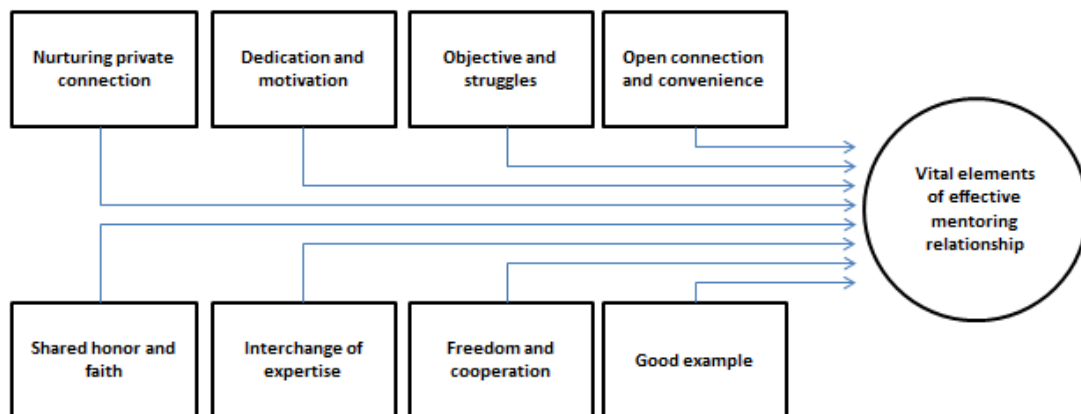 Nurturing private
connection
Dedication and
motivation
Objective and
struggles
Open connection
and convenience
Vital elements
of effective
mentoring
relationship
Shared honor and
faith
Interchange of
expertise
Freedom and
cooperation
Good example